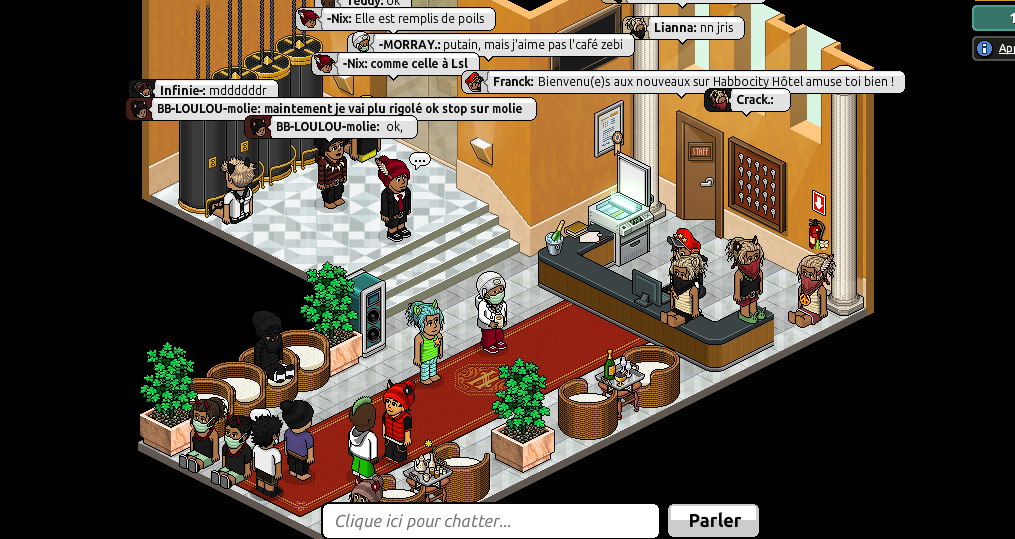 Teddy: ok
-Nix: Elle est remplis de poils
Lianna: nn jris
-MORRAY.: putain, mais j'aime pas l'café zebi
-Nix: comme celle à Lsl
Franck: Bienvenu(e)s aux nouveaux sur Habbocity Hôtel amuse toi bien !
Infinie-: mddddddr
Crack.:
BB-LOULOU-molie: maintement je vai plu rigolé ok stop sur molie
BB-LOULOU-molie: ok,
STAFF
1
App
Clique ici pour chatter...
Parler